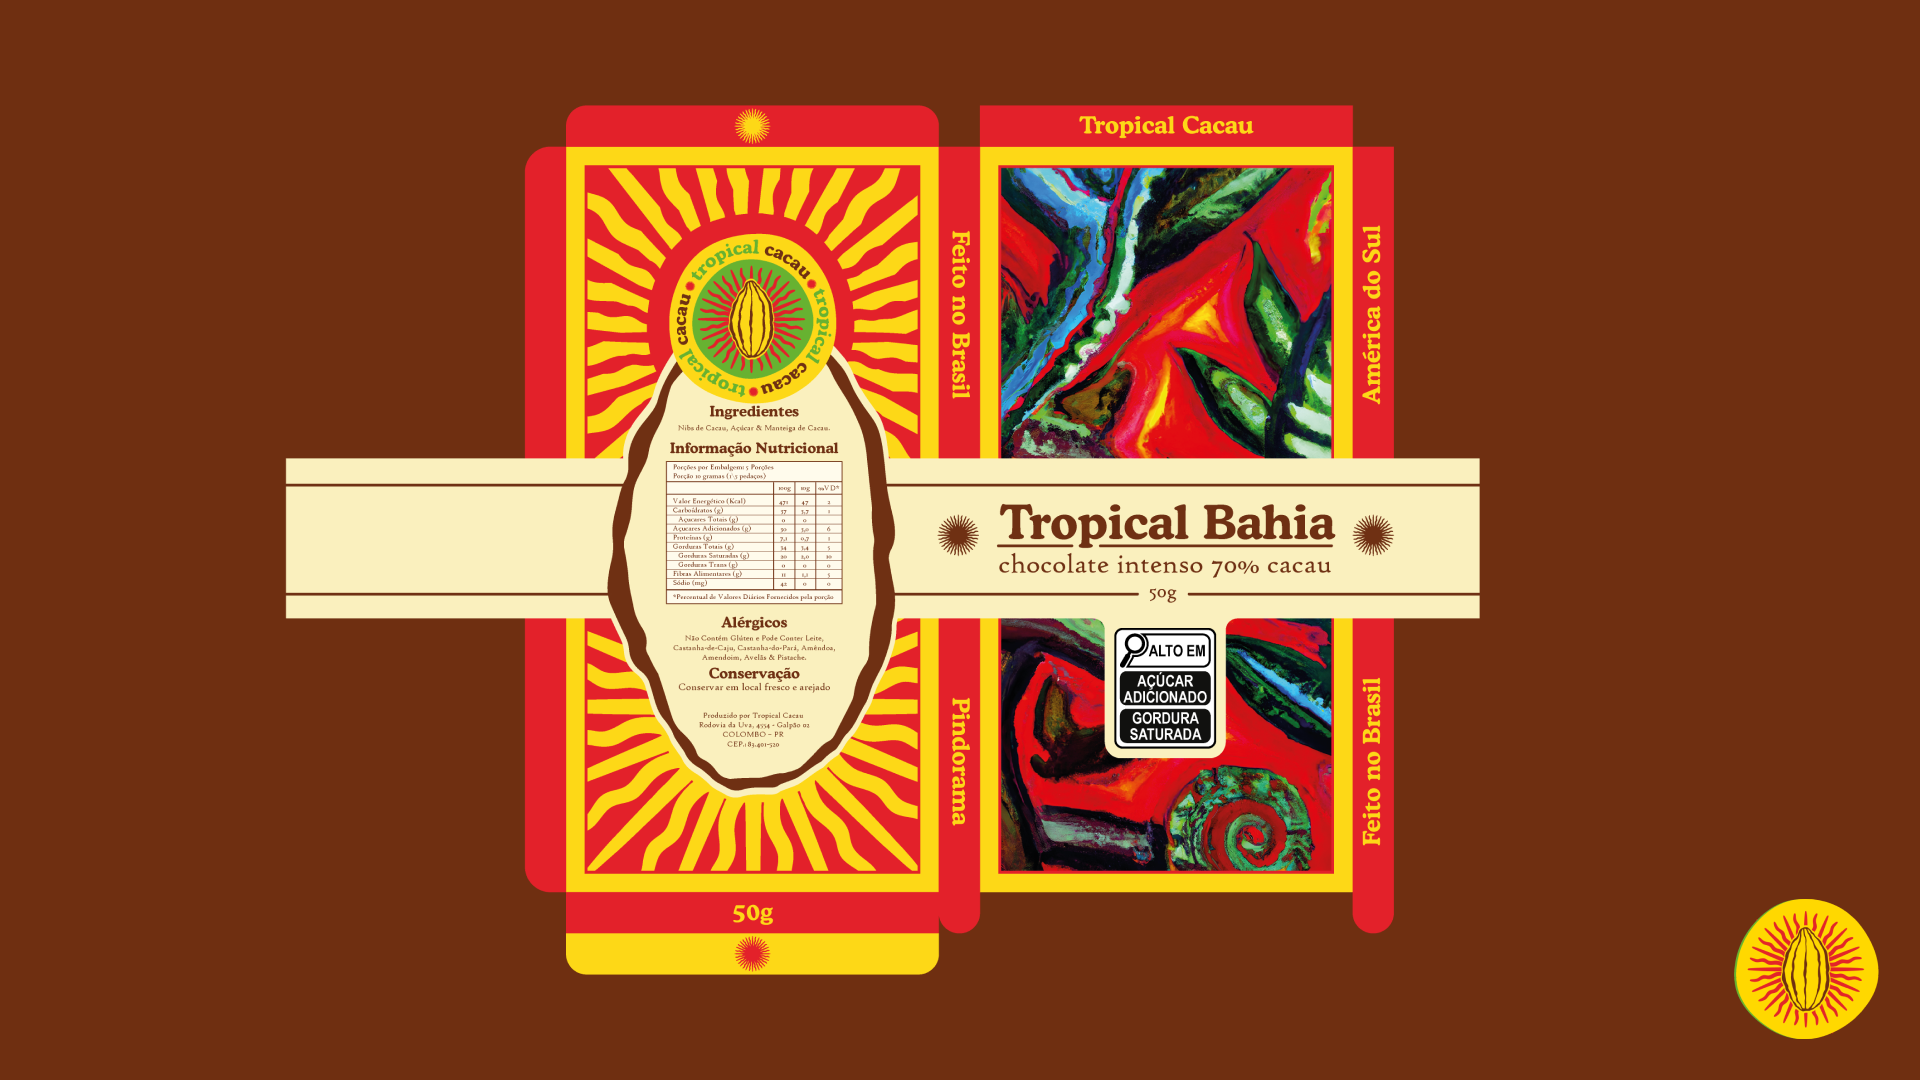 tropical cacau • tropical cacau • tropical cacau •
Ingredientes
Nibs de Cacau, Açúcar & Manteiga de Cacau.
Informação Nutricional
Porções por Embalgem: 5 Porções
Porção 10 gramas (1/5 pedaços)
100g 10g %VD*
Valor Energético (Kcal) 471 47 2
Carboidratos (g) 37 3,7 1
Açucares Totais (g) 0 0
Açucares Adicionados (g) 30 3,0 6
Proteínas (g) 7,1 0,7 1
Gorduras Totais (g) 34 3,4 5
Gorduras Saturadas (g) 20 2,0 10
Gorduras Trans (g) 0 0 0
Fibras Alimentares (g) 11 1,1 5
Sódio (mg) 42 0 0
*Percentual de Valores Diários Fornecidos pela porção
Alérgicos
Não Contém Glúten e Pode Conter Leite,
Castanha-de-Caju, Castanha-do-Pará, Amêndoa,
Amendoim, Avelãs & Pistache.
Conservação
Conservar em local fresco e arejado
Produzido por Tropical Cacau
Rodovia da Uva, 4554 - Galpão 02
COLOMBO – PR
CEP.: 83.401-520
50g
Feito no Brasil
Pindorama
Tropical Cacau
Tropical Bahia
chocolate intenso 70% cacau
50g
ALTO EM
AÇÚCAR
ADICIONADO
GORDURA
SATURADA
América do Sul
Feito no Brasil